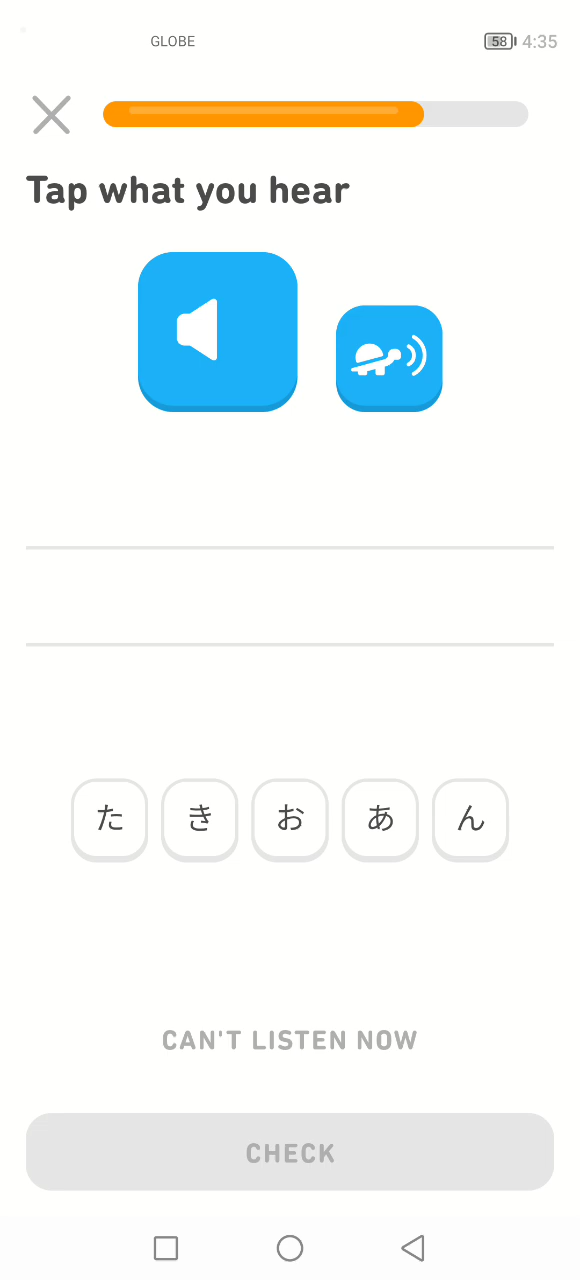 GLOBE 58 4:35
Tap what you hear
た き お あ ん
CAN'T LISTEN NOW
CHECK